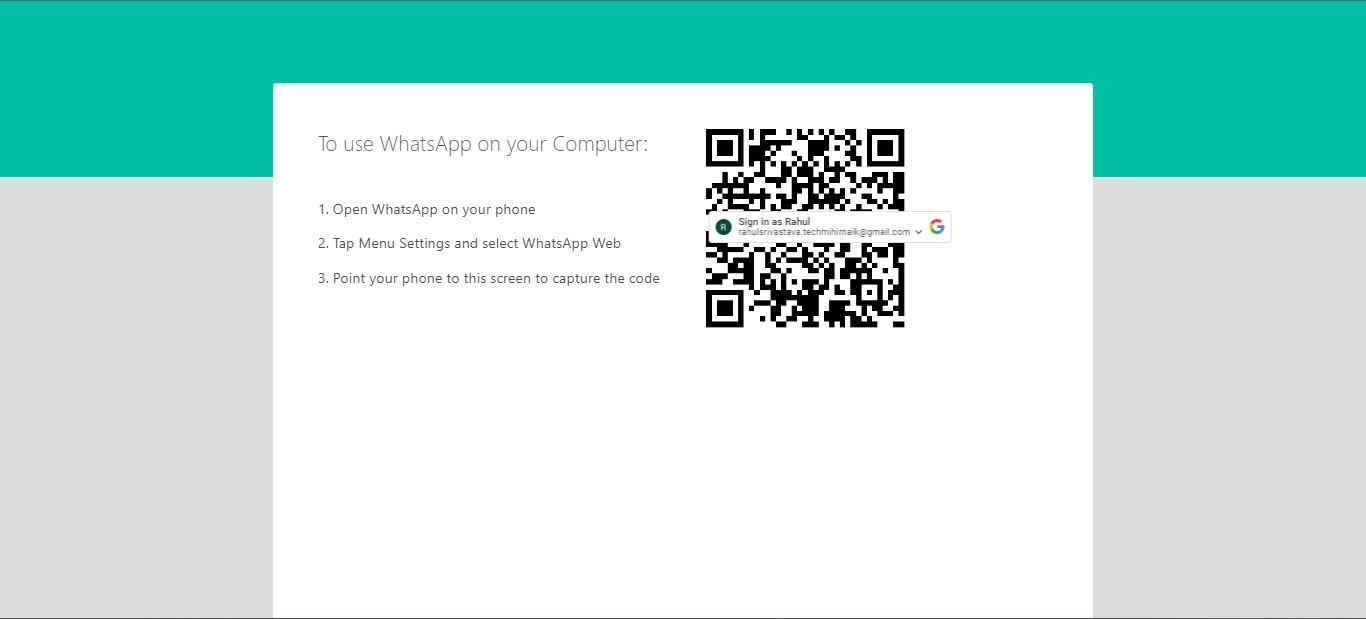 To use WhatsApp on your Computer:
1. Open WhatsApp on your phone
2. Tap Menu Settings and select WhatsApp Web
3. Point your phone to this screen to capture the code
R
Sign in as Rahul
rahulsrivastava.techmihirnaik@gmail.com
G